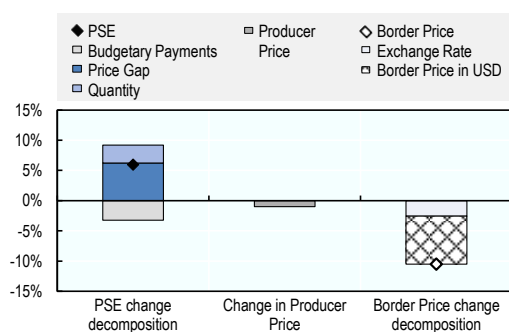 PSE
Budgetary Payments
Price Gap
Quantity
Producer
Price
Border Price
Exchange Rate
Border Price in USD
15%
10%
5%
0%
-5%
-10%
-15%
PSE change
decomposition
Change in Producer
Price
Border Price change
decomposition